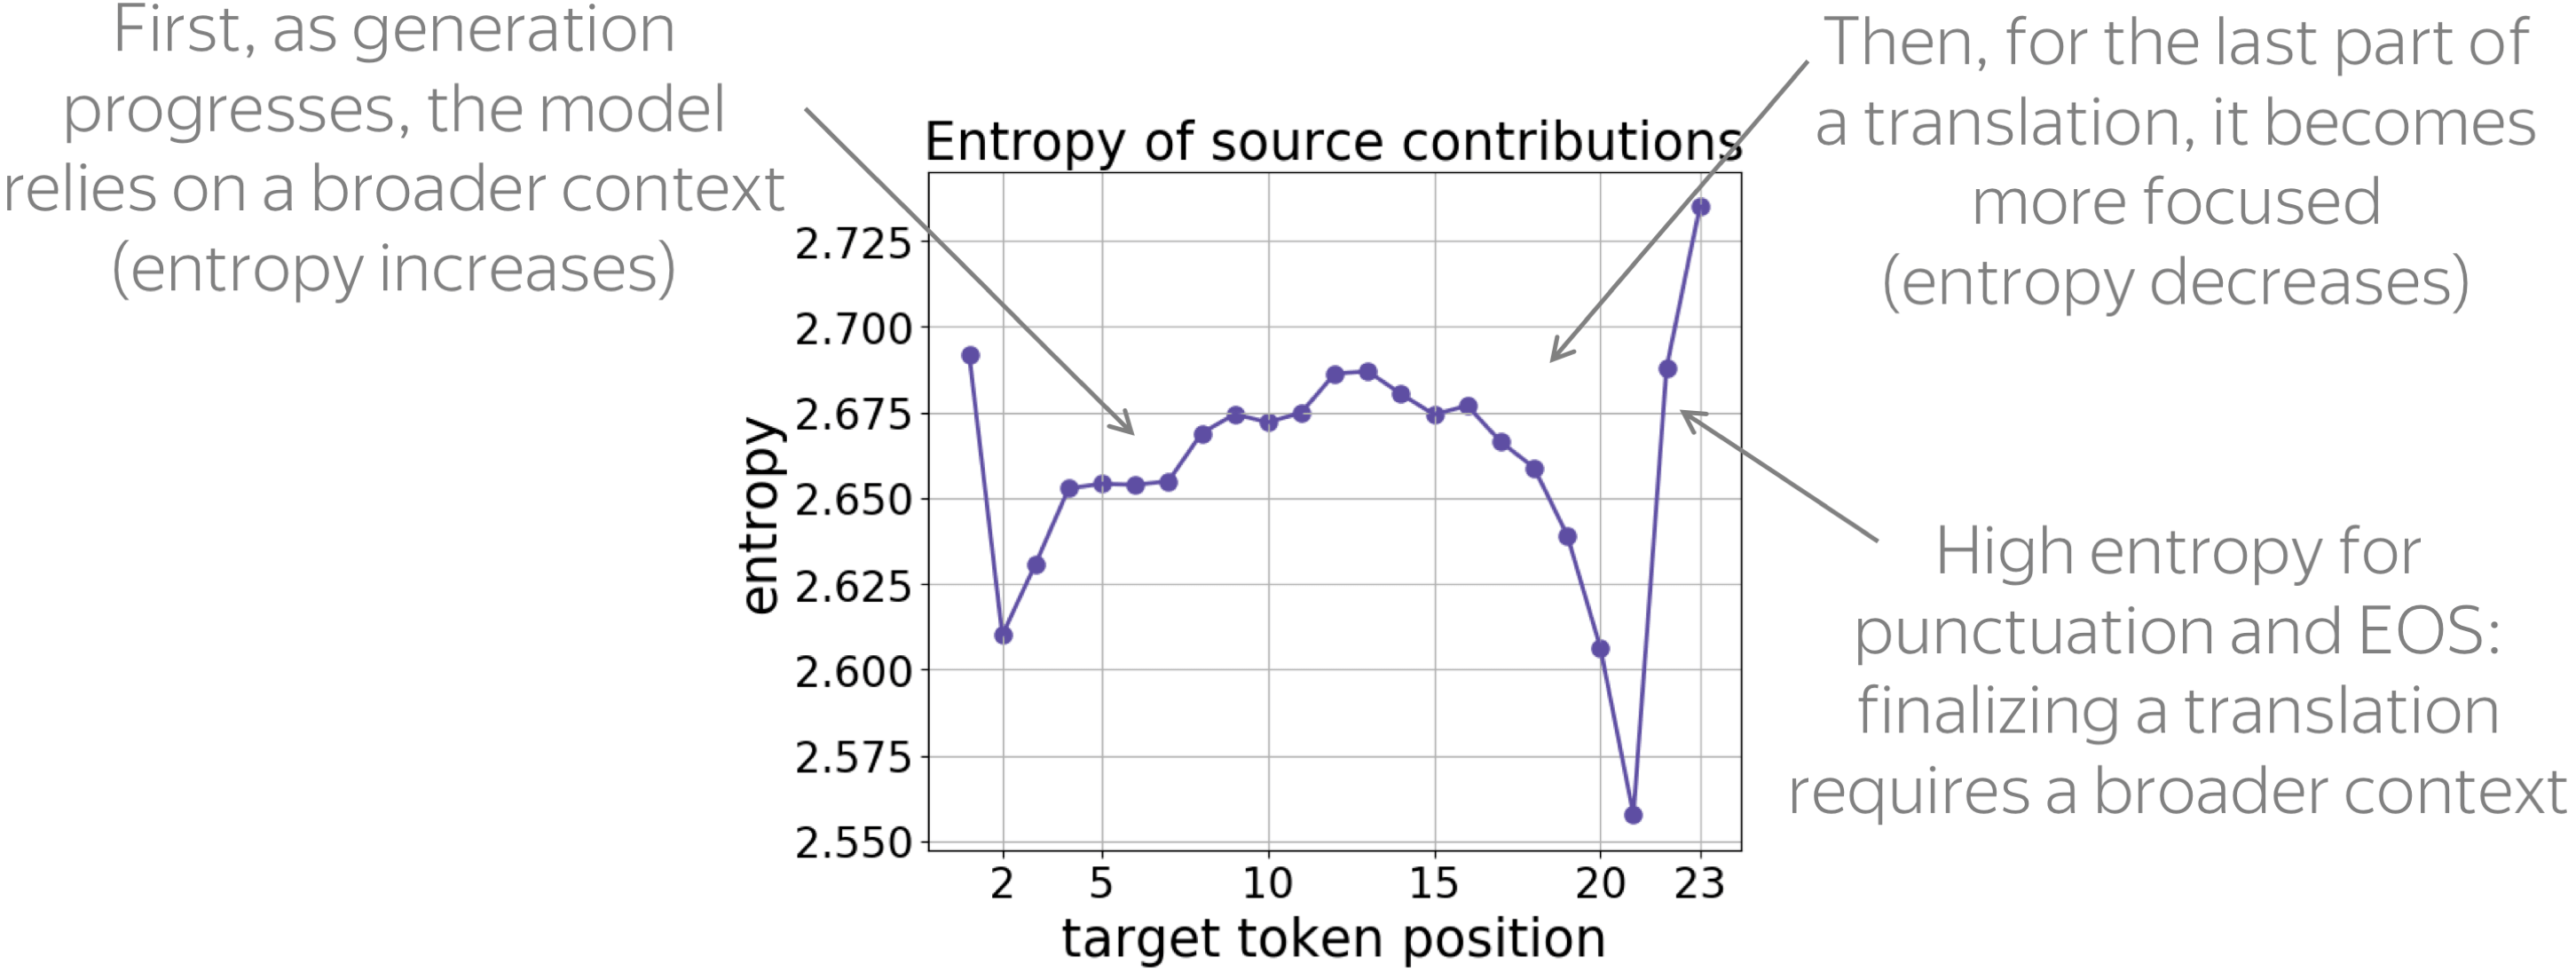 First, as generation
progresses, the model
relies on a broader context
(entropy increases)
Then, for the last part of
a translation, it becomes
more focused
(entropy decreases)
Entropy of source contributions
2.725
2.700
2.675
2.650
2.625
2.600
2.575
2.550
entropy
2 5 10 15 20 23
target token position
High entropy for
punctuation and EOS:
finalizing a translation
requires a broader context